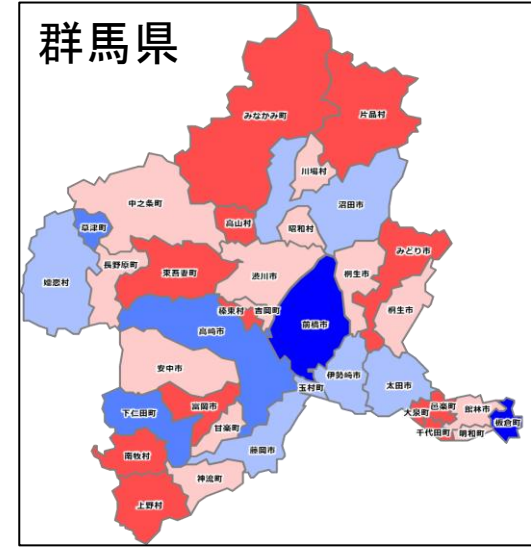 群馬県
みなかみ町
片品村
川場村
中之条町
沼田市
草津町
高山村
昭和村
みどり市
長野原町
桐生市
嬬恋村
東吾妻町
渋川市
桐生市
榛東村
吉岡町
前橋市
高崎市
安中市
伊勢崎市
玉村町
太田市
下仁田町
富岡市
邑楽町
館林市
大泉町
板倉町
甘楽町
千代田町
明和町
藤岡市
南牧村
神流町
上野村